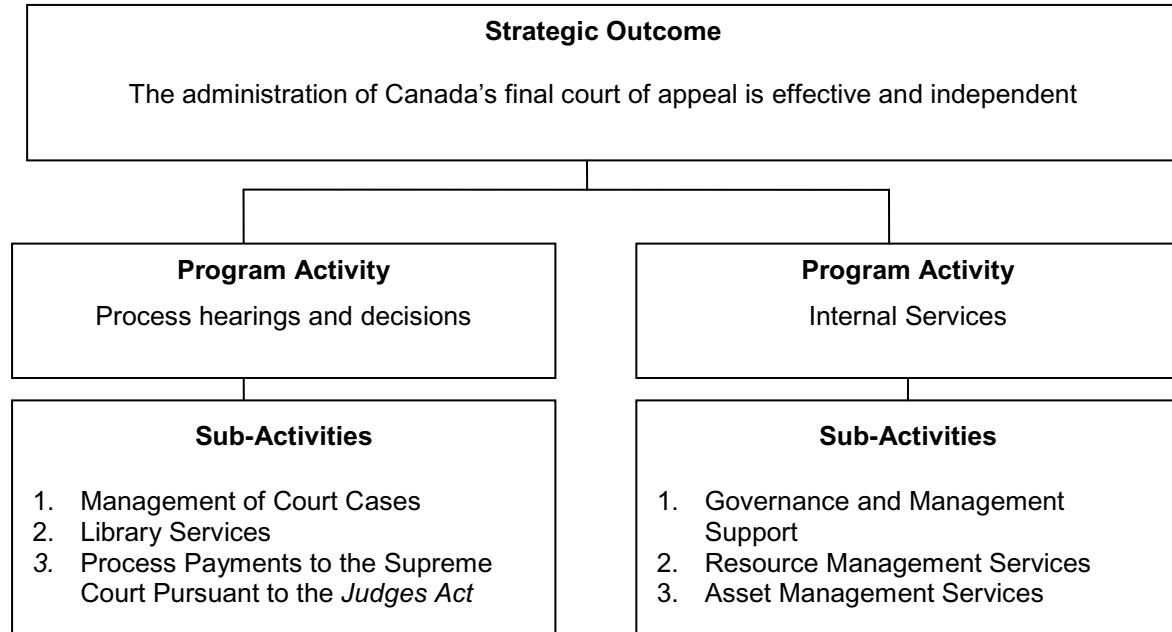 Strategic Outcome
The administration of Canada’s final court of appeal is effective and independent
Program Activity
Process hearings and decisions
Program Activity
Internal Services
Sub-Activities
1. Management of Court Cases
2. Library Services
3. Process Payments to the Supreme
Court Pursuant to the Judges Act
Sub-Activities
1. Governance and Management
Support
2. Resource Management Services
3. Asset Management Services